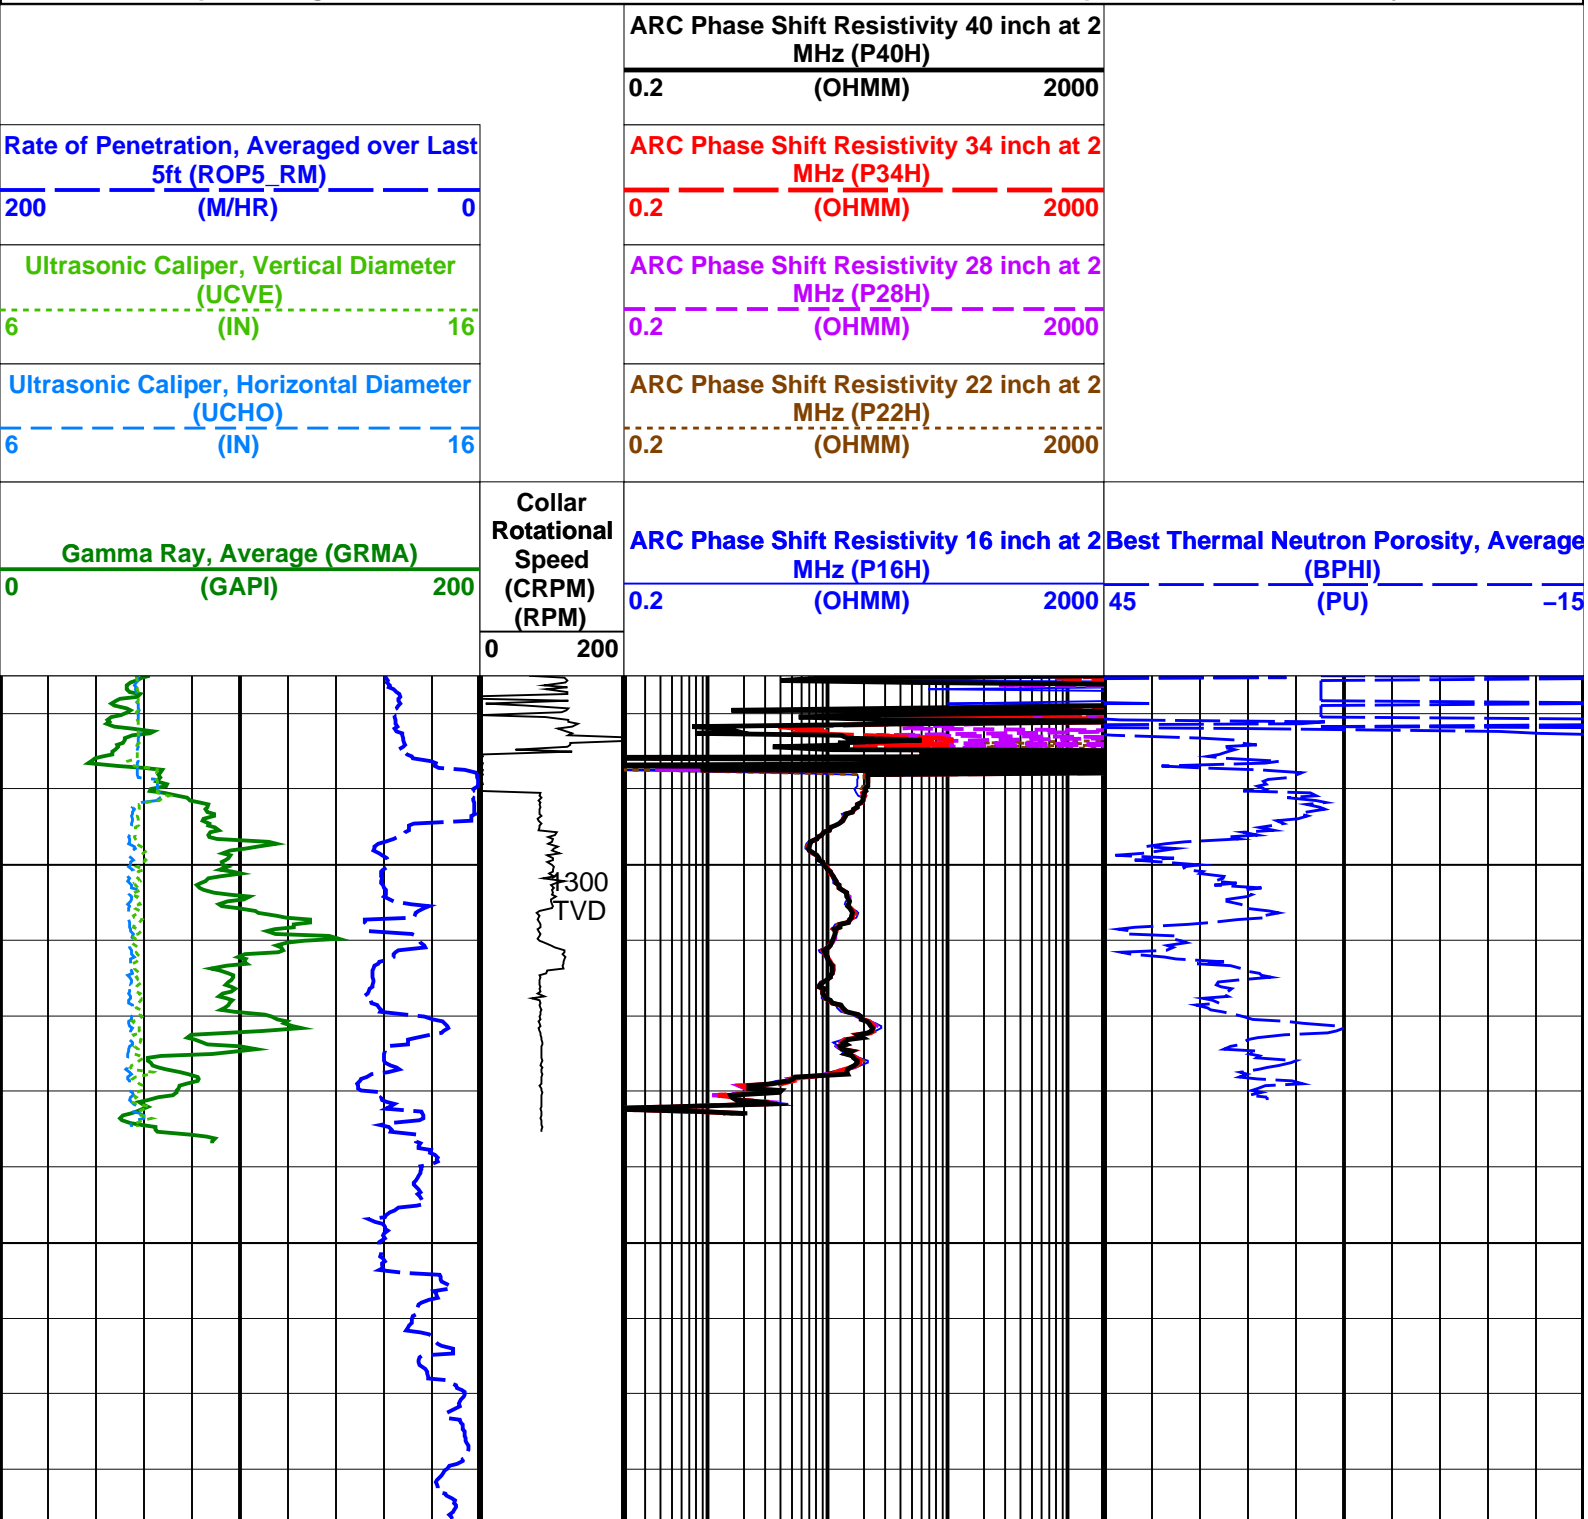 ARC Phase Shift Resistivity 40 inch at 2
MHz (P40H)
0.2 (OHMM) 2000
Rate of Penetration, Averaged over Last
5ft (ROP5_RM)
200 (M/HR) 0
ARC Phase Shift Resistivity 34 inch at 2
MHz (P34H)
0.2 (OHMM) 2000
Ultrasonic Caliper, Vertical Diameter
(UCVE)
6 (IN) 16
ARC Phase Shift Resistivity 28 inch at 2
MHz (P28H)
0.2 (OHMM) 2000
Ultrasonic Caliper, Horizontal Diameter
(UCHO)
6 (IN) 16
ARC Phase Shift Resistivity 22 inch at 2
MHz (P22H)
0.2 (OHMM) 2000
Gamma Ray, Average (GRMA)
0 (GAPI) 200
Collar
Rotational
Speed
(CRPM)
(RPM)
0 200
ARC Phase Shift Resistivity 16 inch at 2
MHz (P16H)
0.2 (OHMM) 2000
Best Thermal Neutron Porosity, Average
(BPHI)
45 (PU) −15
300
TVD